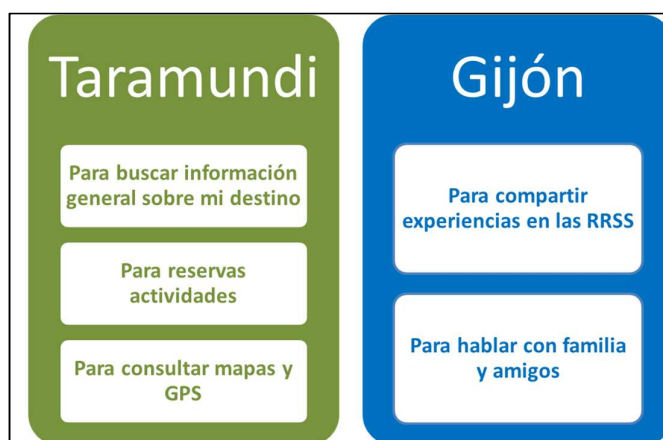 Taramundi
Para buscar información
general sobre mi destino
Para reservas
actividades
Para consultar mapas y
GPS
Gijón
Para compartir
experiencias en las RRSS
Para hablar con familia
y amigos